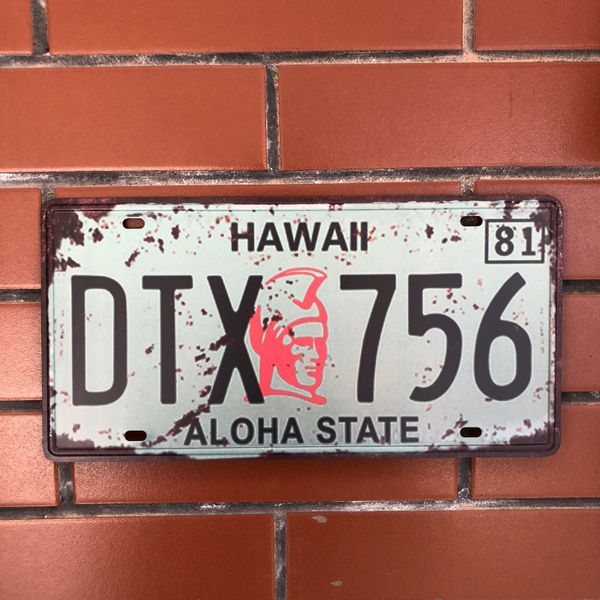 HAWAII
81
DTX 756
ALOHA STATE